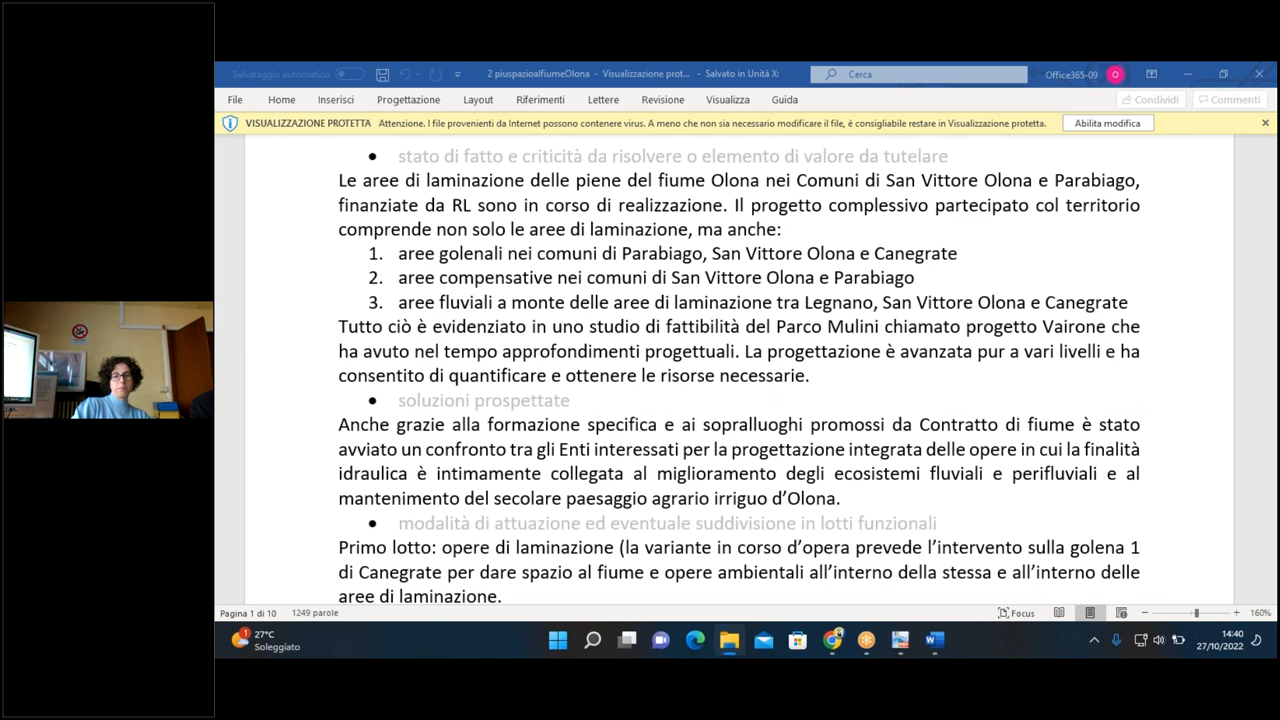 Salvataggio automatico
2 piuspazioalfiumeOlona - Visualizzazione prot... - Salvato in Unità X:
Cerca
Office365-09
O
File Home Inserisci Progettazione Layout Riferimenti Lettere Revisione Visualizza Guida
Condividi
Commenti
VISUALIZZAZIONE PROTETTA Attenzione. I file provenienti da Internet possono contenere virus. A meno che non sia necessario modificare il file, è consigliabile restare in Visualizzazione protetta.
Abilita modifica
• stato di fatto e criticità da risolvere o elemento di valore da tutelare
Le aree di laminazione delle piene del fiume Olona nei Comuni di San Vittore Olona e Parabiago,
finanziate da RL sono in corso di realizzazione. Il progetto complessivo partecipato col territorio
comprende non solo le aree di laminazione, ma anche:
1. aree golenali nei comuni di Parabiago, San Vittore Olona e Canegrate
2. aree compensative nei comuni di San Vittore Olona e Parabiago
3. aree fluviali a monte delle aree di laminazione tra Legnano, San Vittore Olona e Canegrate
Tutto ciò è evidenziato in uno studio di fattibilità del Parco Mulini chiamato progetto Vairone che
ha avuto nel tempo approfondimenti progettuali. La progettazione è avanzata pur a vari livelli e ha
consentito di quantificare e ottenere le risorse necessarie.
• soluzioni prospettate
Anche grazie alla formazione specifica e ai sopralluoghi promossi da Contratto di fiume è stato
avviato un confronto tra gli Enti interessati per la progettazione integrata delle opere in cui la finalità
idraulica è intimamente collegata al miglioramento degli ecosistemi fluviali e perifluviali e al
mantenimento del secolare paesaggio agrario irriguo d’Olona.
• modalità di attuazione ed eventuale suddivisione in lotti funzionali
Primo lotto: opere di laminazione (la variante in corso d’opera prevede l’intervento sulla golena 1
di Canegrate per dare spazio al fiume e opere ambientali all’interno della stessa e all’interno delle
aree di laminazione.
Pagina 1 di 10 1249 parole
Focus
160%
1
27°C
Soleggiato
14:40
27/10/2022